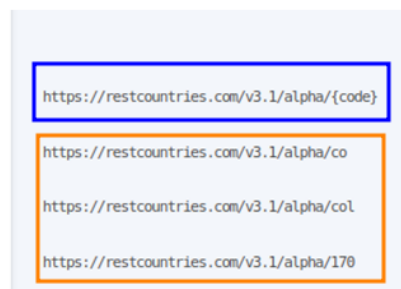 https://restcountries.com/v3.1/alpha/{code}
https://restcountries.com/v3.1/alpha/co
https://restcountries.com/v3.1/alpha/col
https://restcountries.com/v3.1/alpha/170